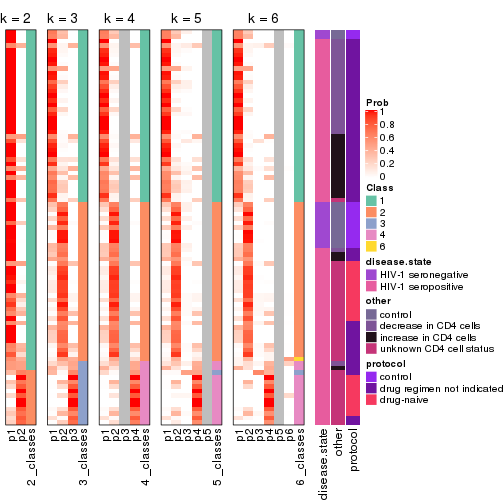 k = 2
k = 3
k = 4
k = 5
k = 6
p1
p2
2_classes
p1
p2
p3
3_classes
p1
p2
p3
p4
4_classes
p1
p2
p3
p4
p5
5_classes
p1
p2
p3
p4
p5
p6
6_classes
disease.state
other
protocol
Prob
1
0.8
0.6
0.4
0.2
0
Class
1
2
3
4
6
disease.state
HIV-1 seronegative
HIV-1 seropositive
other
control
decrease in CD4 cells
increase in CD4 cells
unknown CD4 cell status
protocol
control
drug regimen not indicated
drug-naive